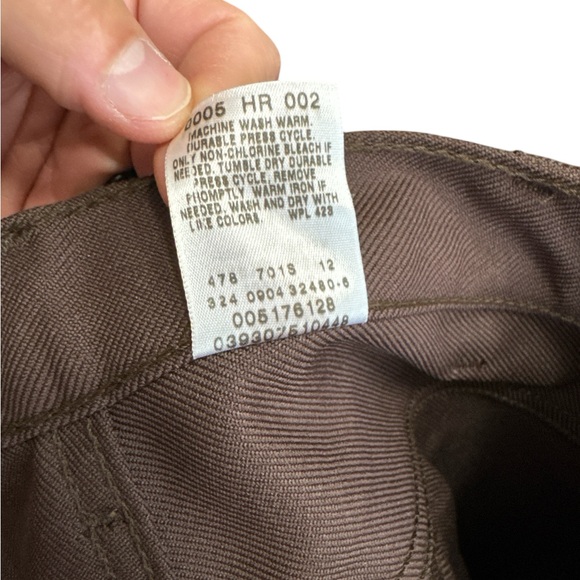 0005 HR 002
MACHINE WASH WARM.
DURABLE PRESS CYCLE.
ONLY NON-CHLORINE BLEACH IF
NEEDED. TUMBLE DRY DURABLE
PRESS CYCLE. REMOVE
PROMPTLY. WARM IRON IF
NEEDED. WASH AND DRY WITH
LIKE COLORS. WPL 423
478 701S 12
324 0904 32480-6
005176128
039307510448